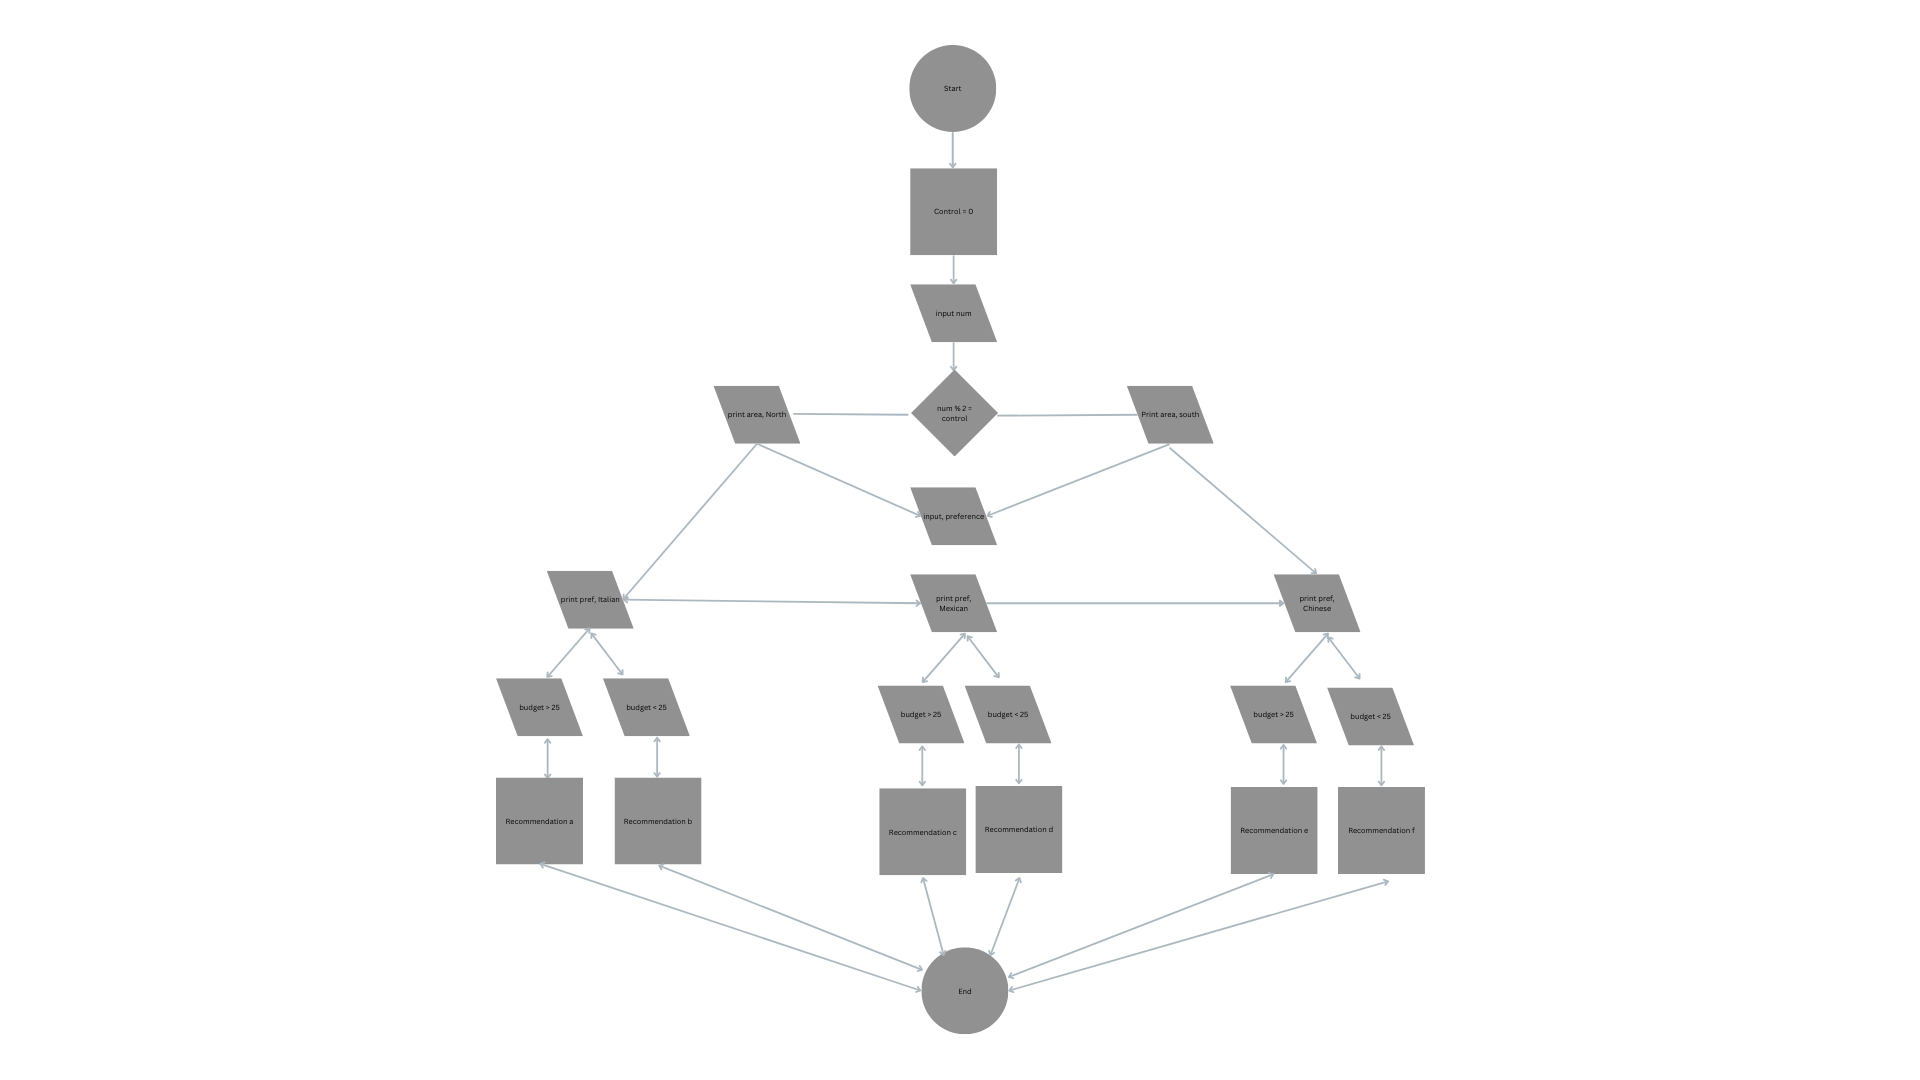 Start
Control = 0
input num
print area, North
num % 2 =
control
Print area, south
input, preference
print pref, Italian
print pref,
Mexican
print pref,
Chinese
budget > 25
budget < 25
budget > 25
budget < 25
budget > 25
budget < 25
Recommendation a
Recommendation b
Recommendation c
Recommendation d
Recommendation e
Recommendation f
End